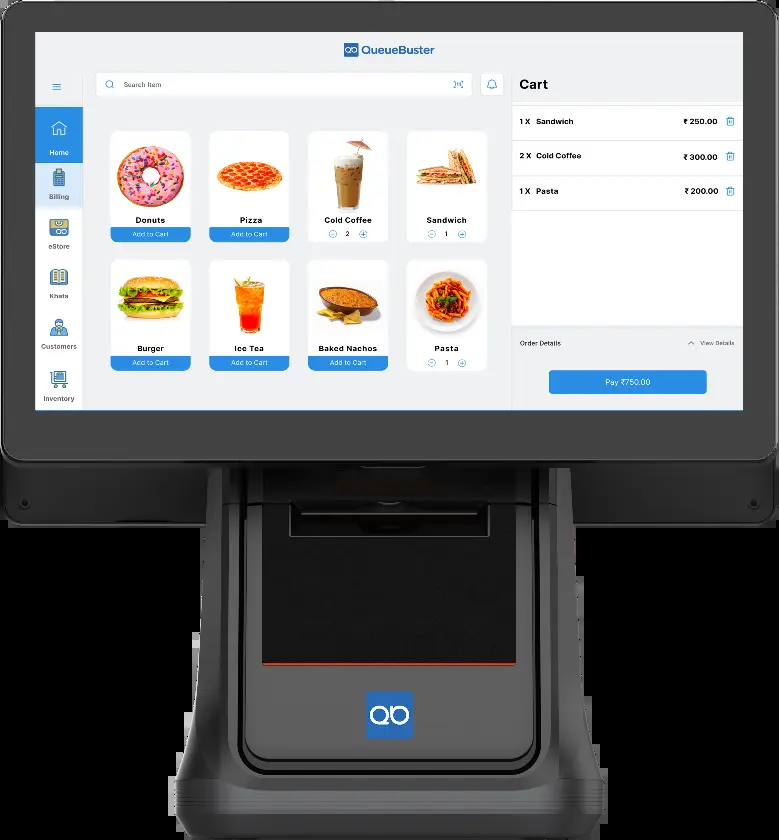 QueueBuster
Search Item
Cart
Home
Billing
eStore
Khata
Customers
Inventory
Donuts
Add to Cart
Pizza
Add to Cart
Cold Coffee
2
Sandwich
1
Burger
Add to Cart
Ice Tea
Add to Cart
Baked Nachos
Add to Cart
Pasta
1
1 X Sandwich ₹ 250.00
2 X Cold Coffee ₹ 300.00
1 X Pasta ₹ 200.00
Order Details View Details
Pay ₹750.00